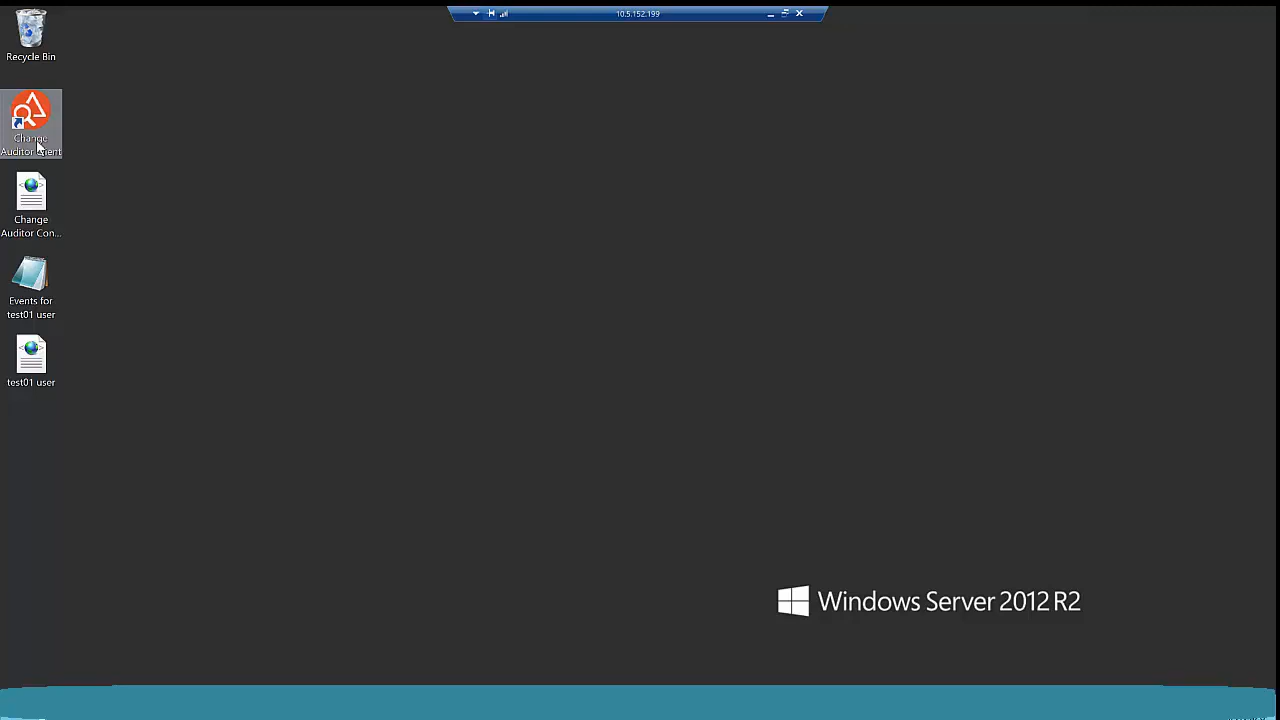 10.5.152.199
Recycle Bin
Change
Auditor Client
Change
Auditor Con...
Events for
test01 user
test01 user
Windows Server 2012 R2